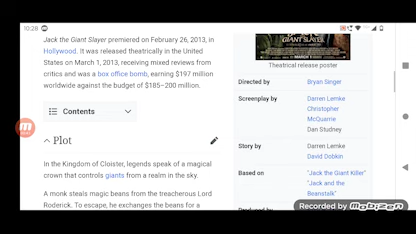 10:28
Jack the Giant Slayer premiered on February 26, 2013, in
Hollywood. It was released theatrically in the United
States on March 1, 2013, receiving mixed reviews from
critics and was a box office bomb, earning $197 million
worldwide against the budget of $185–200 million.
Contents
Plot
In the Kingdom of Cloister, legends speak of a magical
crown that controls giants from a realm in the sky.
A monk steals magic beans from the treacherous Lord
Roderick. To escape, he exchanges the beans for a
GIANT SLAYER
MARCH 1
Theatrical release poster
Directed by
Bryan Singer
Screenplay by
Darren Lemke
Christopher
McQuarrie
Dan Studney
Story by
Darren Lemke
David Dobkin
Based on
"Jack the Giant Killer"
"Jack and the
Beanstalk"
Produced by
Recorded by
MOBIZEN